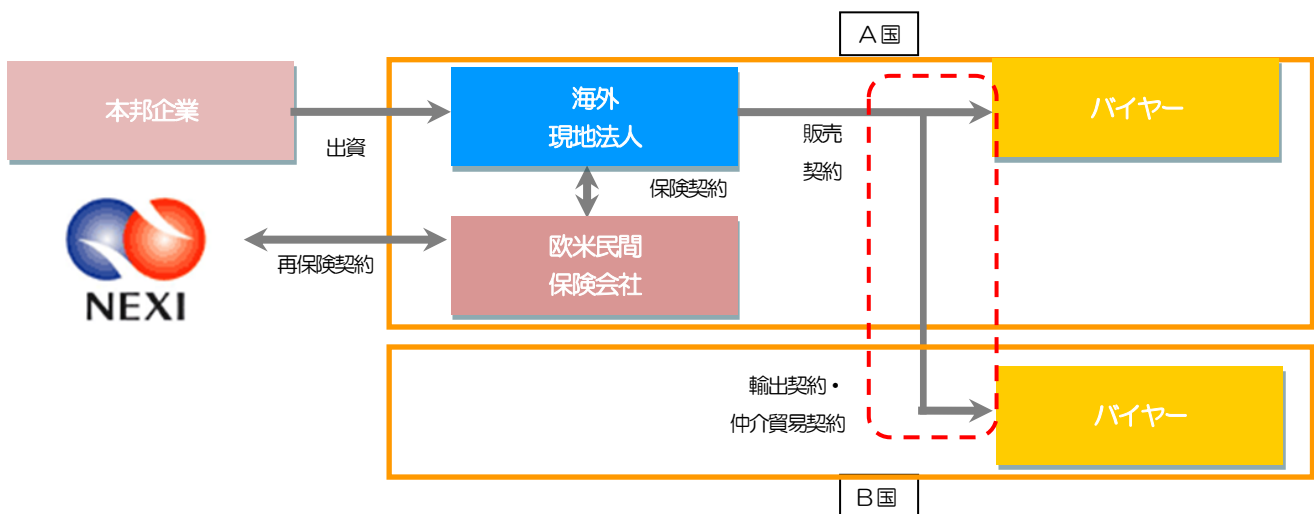 A国
本邦企業
出資
海外
現地法人
販売
契約
バイヤー
保険契約
再保険契約
欧米民間
保険会社
NEXI
輸出契約・
仲介貿易契約
バイヤー
B国